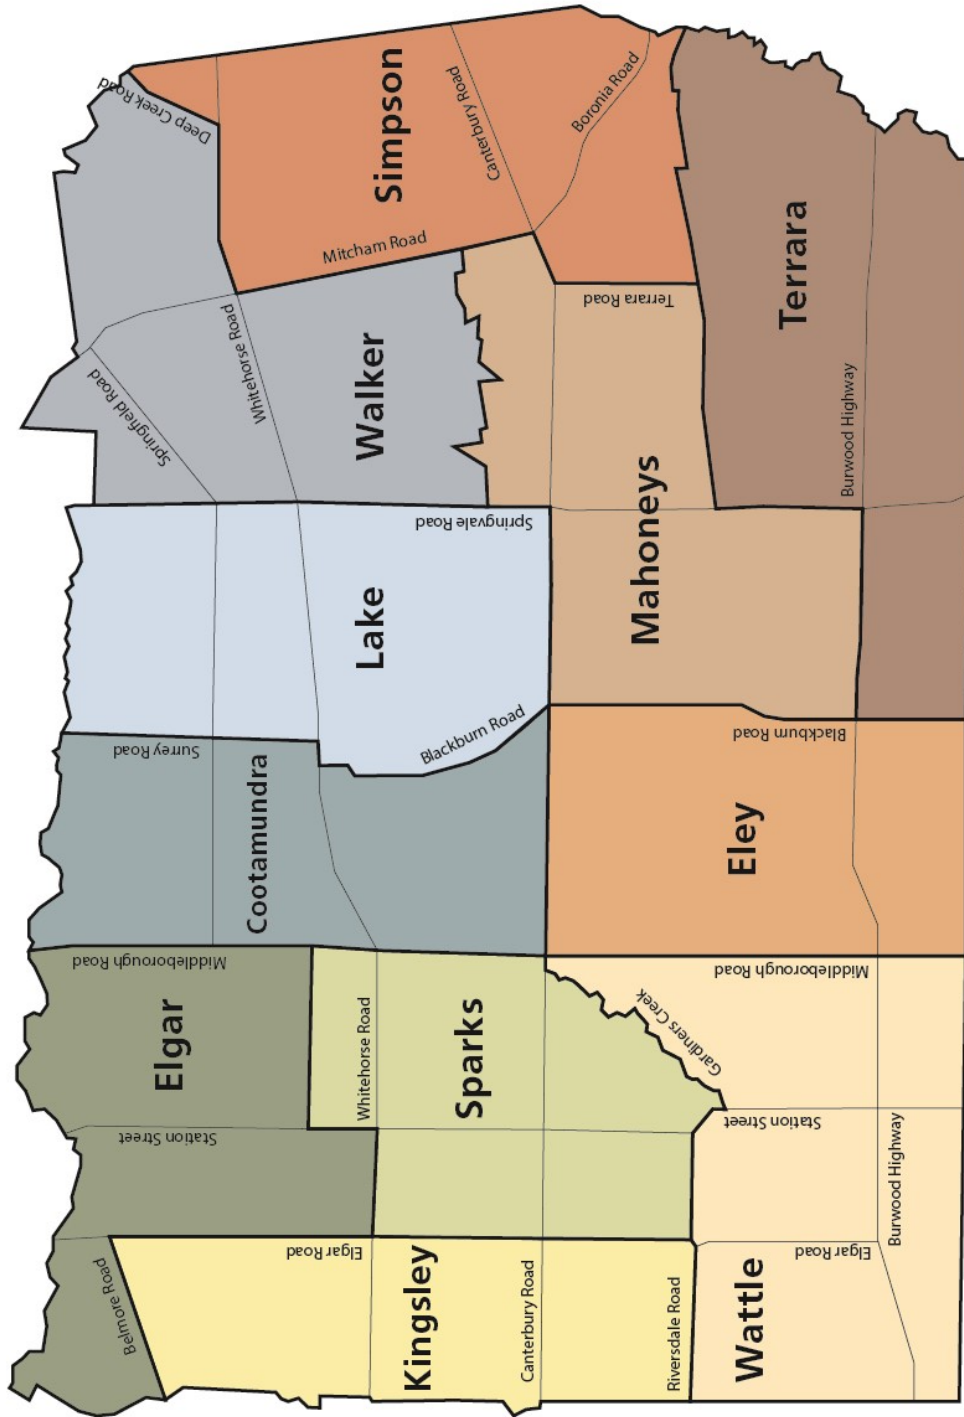 Belmore Road
Springfield Road
Deep Creek Road
Station Street
Middleborough Road
Surrey Road
Elgar
Whitehorse Road
Cootamundra
Elgar Road
Whitehorse Road
Lake
Walker
Mitcham Road
Simpson
Kingsley
Sparks
Blackburn Road
Springvale Road
Canterbury Road
Canterbury Road
Boronia Road
Terrara Road
Mahoneys
Riversdale Road
Gardiners Creek
Wattle
Station Street
Eley
Middleborough Road
Blackburn Road
Terrara
Elgar Road
Burwood Highway
Burwood Highway